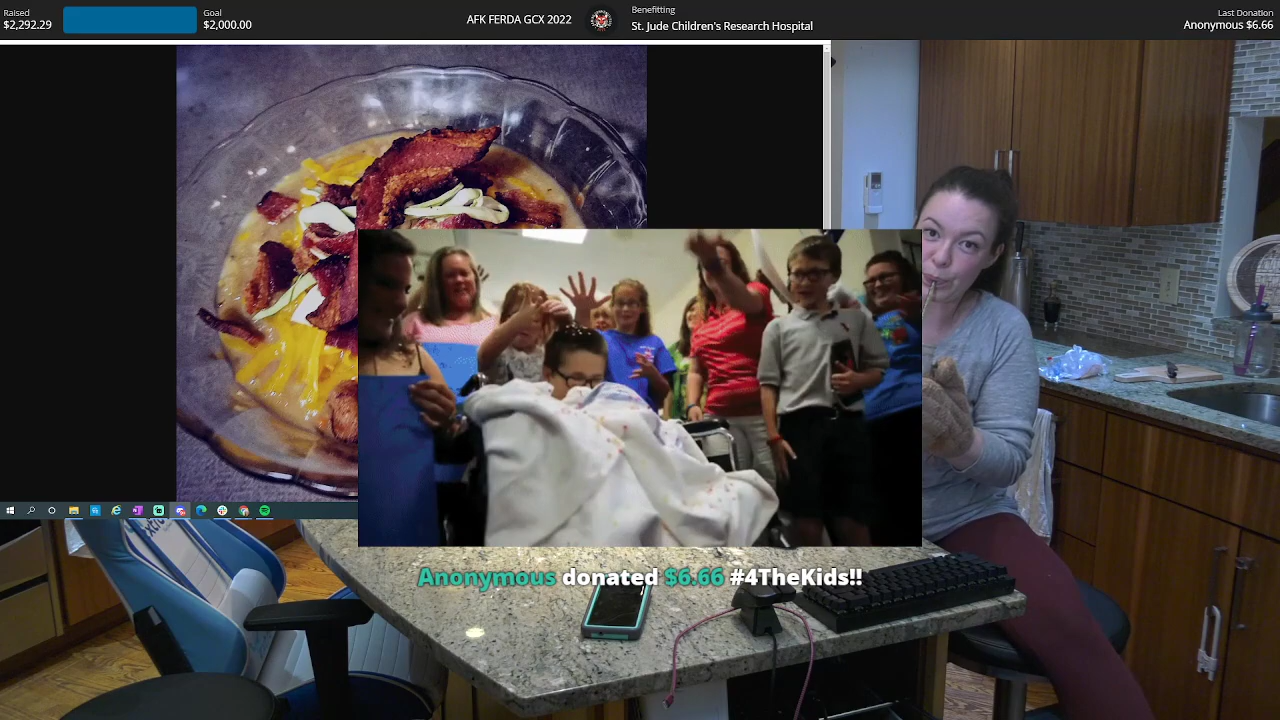 Raised
$2,292.29
Goal
$2,000.00
AFK FERDA GCX 2022
Benefitting
St. Jude Children's Research Hospital
Last Donation
Anonymous $6.66
Anonymous donated $6.66 #4TheKids!!